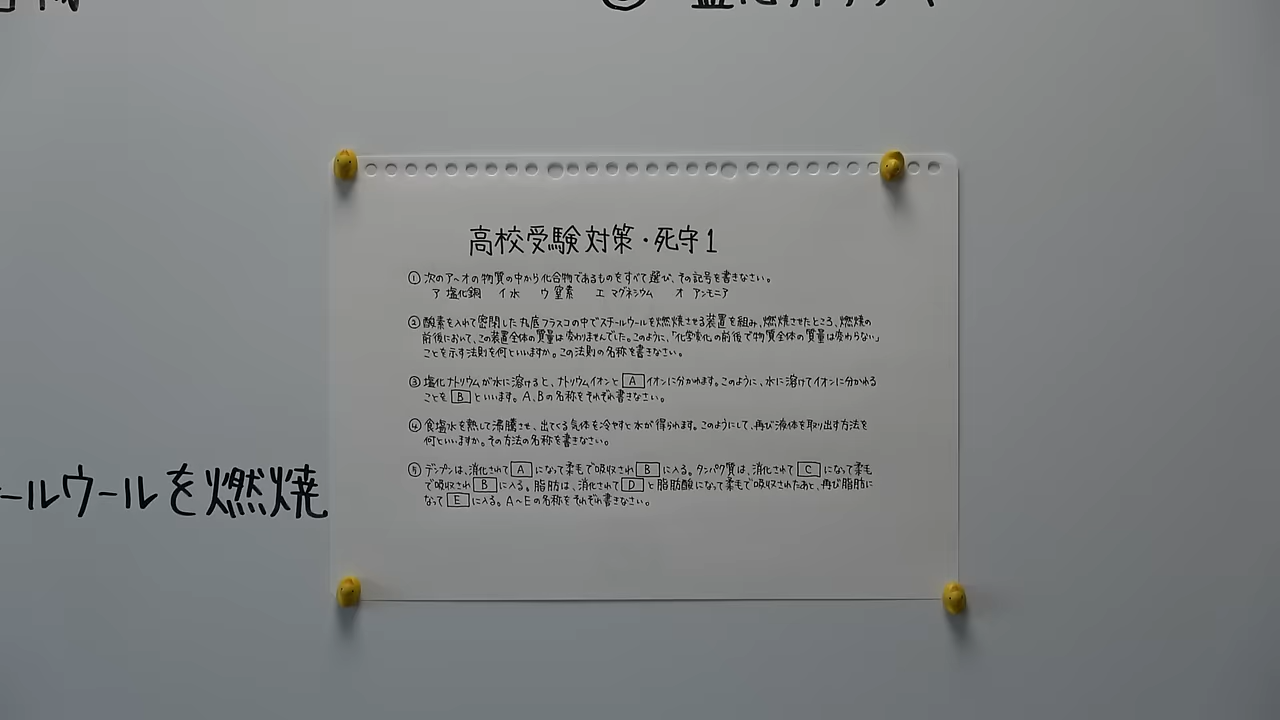 高校受験対策・死守1
① 次のア～オの物質の中から化合物であるものをすべて選び、その記号を書きなさい。
ア 塩化銅 イ 水 ウ 窒素 エ マグネシウム オ アンモニア
② 酸素を入れて密閉した丸底フラスコの中でスチールウールを燃焼させる装置を組み、燃焼させたところ、燃焼の
前後において、この装置全体の質量は変わりませんでした。このように、「化学変化の前後で物質全体の質量は変わらない」
ことを示す法則を何といいますか。この法則の名称を書きなさい。
③ 塩化ナトリウムが水に溶けると、ナトリウムイオンと A イオンに分かれます。このように、水に溶けてイオンに分かれる
ことを B といいます。A、Bの名称をそれぞれ書きなさい。
④ 食塩水を熱して沸騰させ、出てくる気体を冷やすと水が得られます。このようにして、再び液体を取り出す方法を
何といいますか。その方法の名称を書きなさい。
⑤ デンプンは、消化されて A になって柔毛で吸収され B に入る。タンパク質は、消化されて C になって柔毛
で吸収され B に入る。脂肪は、消化されて D と脂肪酸になって柔毛で吸収されたあと、再び脂肪に
なって E に入る。A～Eの名称をそれぞれ書きなさい。
ールウールを燃焼